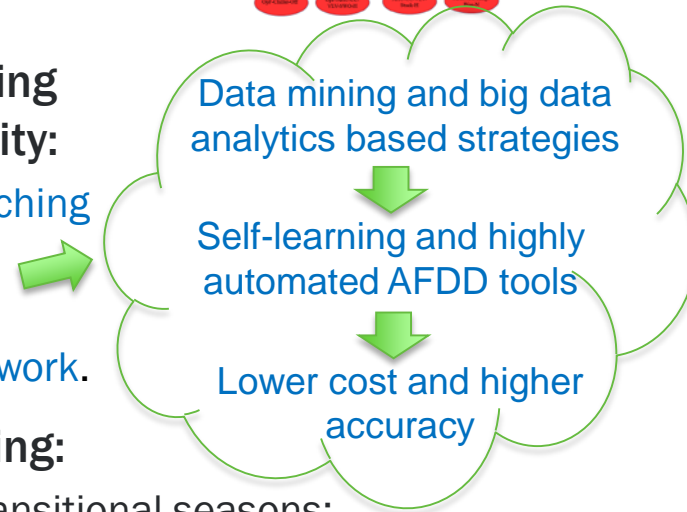 ing
ity:
ching
work.
ing:
ansitional seasons:
Data mining and big data
analytics based strategies
Self-learning and highly
automated AFDD tools
Lower cost and higher
accuracy